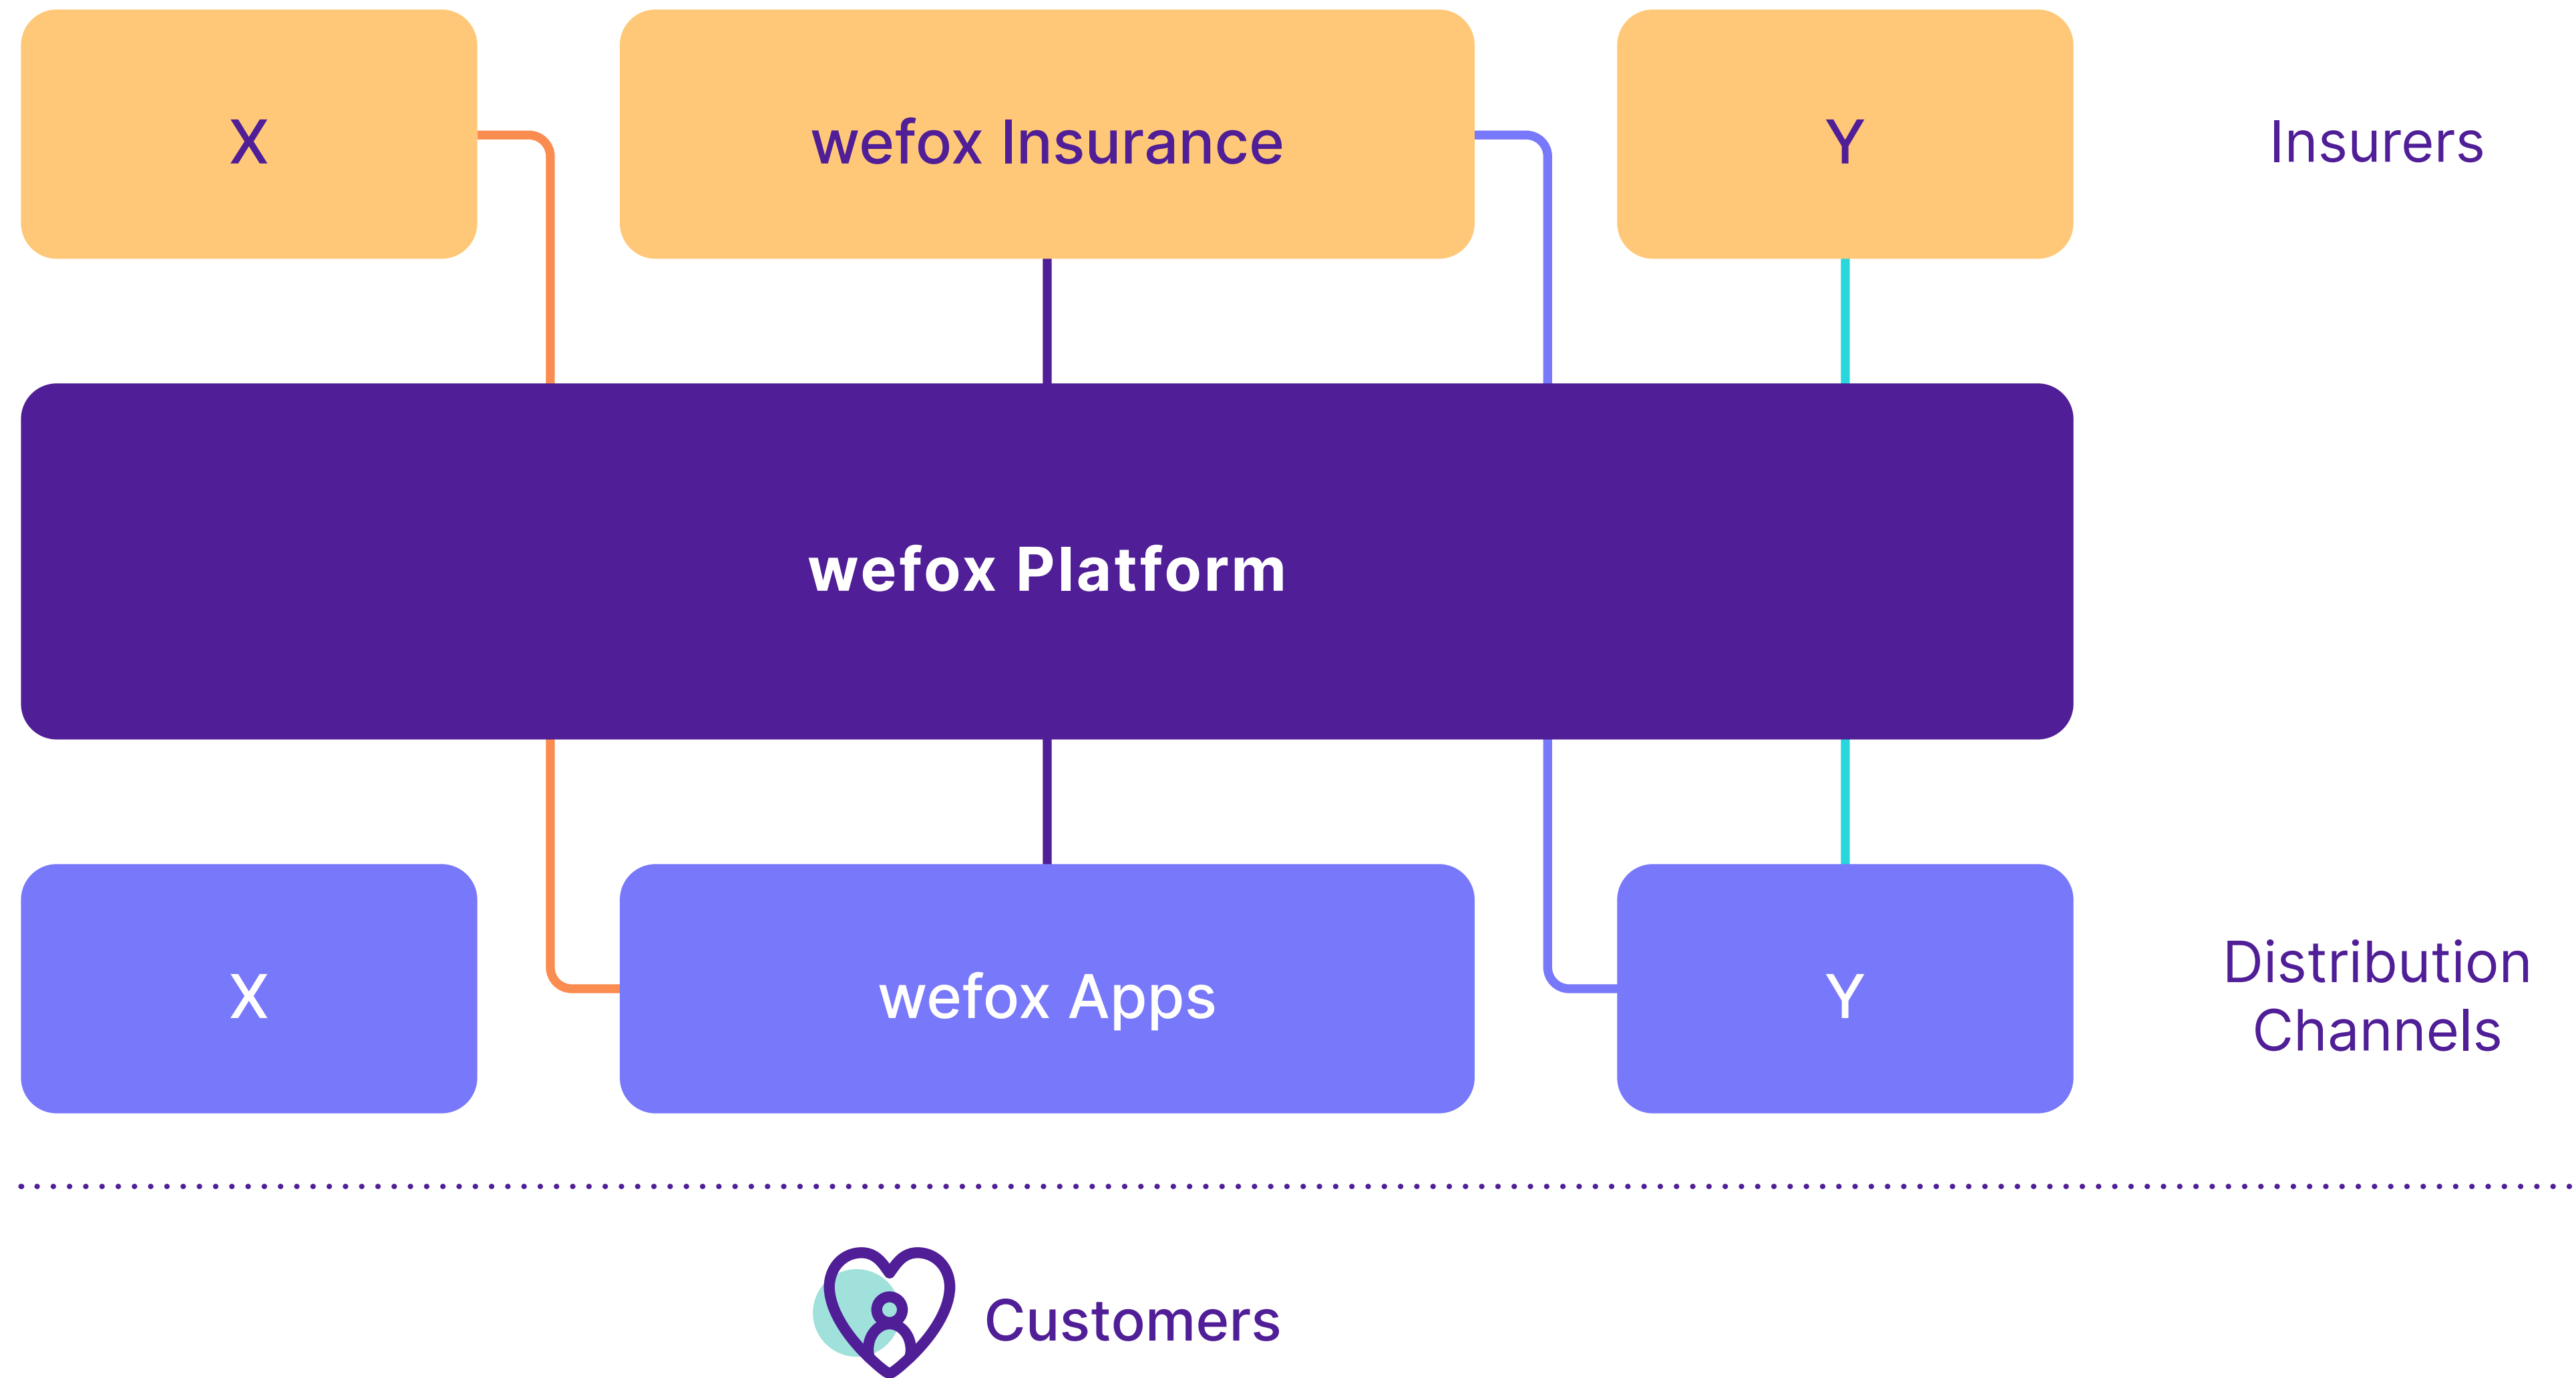 X
wefox Insurance
Y
Insurers
wefox Platform
X
wefox Apps
Y
Distribution
Channels
Customers